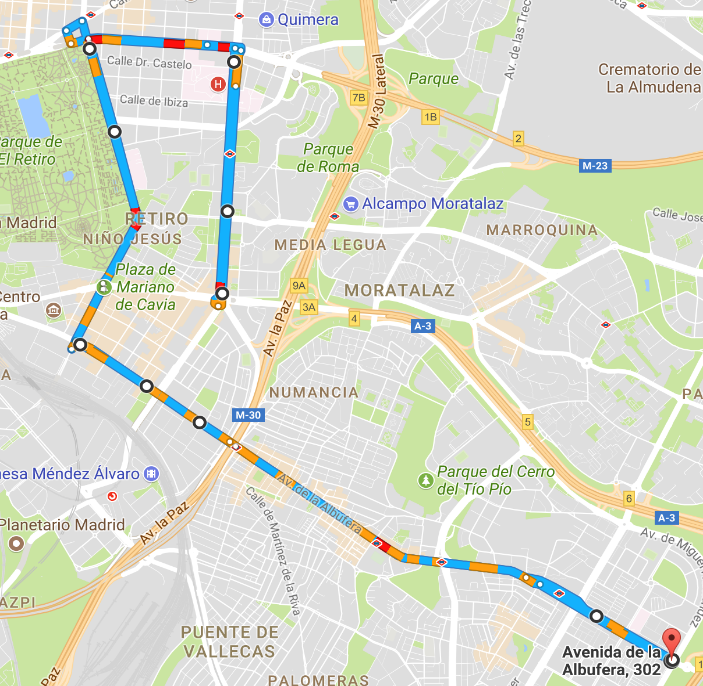 Quimera
Calle Dr. Castelo
Calle de Ibiza
H
Parque
Av. de las Trec
Crematorio de
La Almudena
M-30 Lateral
7B
1B
2
M-23
Parque
de Roma
arque de
El Retiro
Alcampo Moratalaz
RETIRO
NIÑO JESÚS
a Madrid
MEDIA LEGUA
MARROQUINA
Calle Jose
Plaza de
Mariano
de Cavia
Centro
a
9A
3A
4
MORATALAZ
A-3
Av. la Paz
A
NUMANCIA
PA
M-30
5
nesa Méndez Álvaro
Parque del Cerro
del Tío Pío
Av. de la Albufera
6
A-3
Planetario Madrid
Av. la Paz
Calle de Martínez de la Riva
Av. de Miguel
AZPI
PUENTE DE
VALLECAS
Avenida de la
Albufera, 302
PALOMERAS
Paz
1